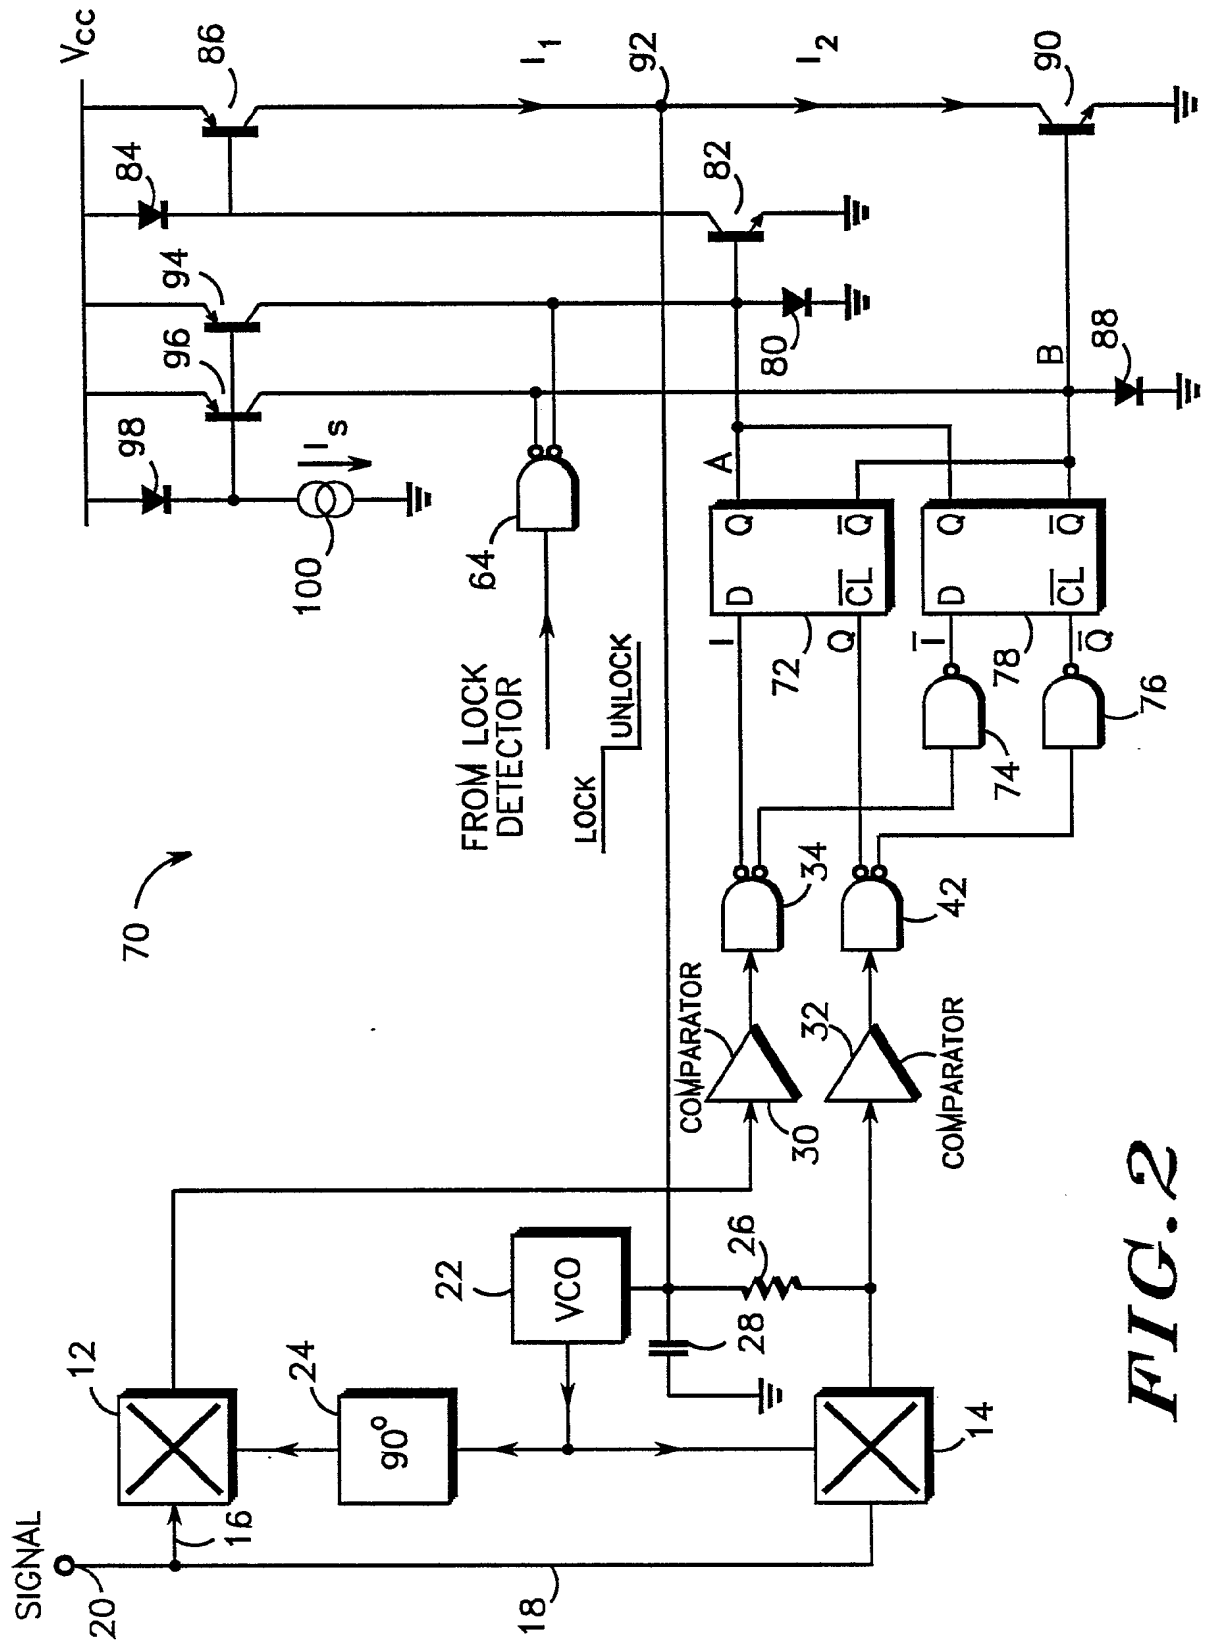 SIGNAL
20
16
18
12
24
90°
22
VCO
14
28
26
70
COMPARATOR
30
32
COMPARATOR
34
42
FROM LOCK
DETECTOR
LOCK
UNLOCK
64
74
76
I
Q
I̅
Q̅
72
78
D
Q
C̅L̅
Q̅
D
Q
C̅L̅
Q̅
A
B
100
Is
98
96
94
84
86
Vcc
80
82
88
90
I1
92
I2
FIG. 2